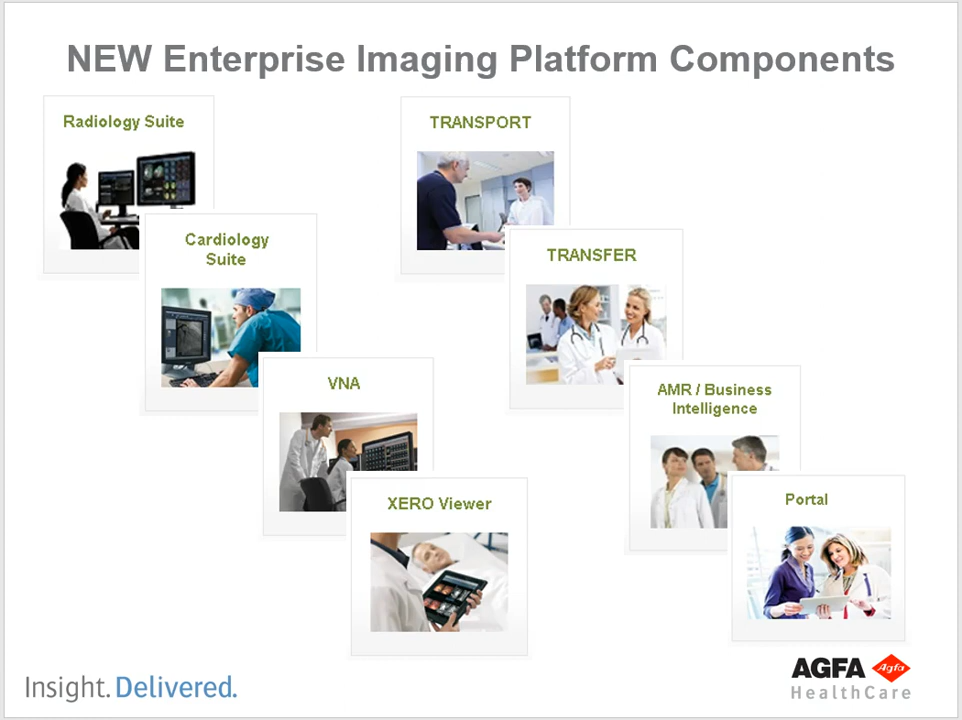 NEW Enterprise Imaging Platform Components
Radiology Suite
Cardiology
Suite
VNA
XERO Viewer
TRANSPORT
TRANSFER
AMR / Business
Intelligence
Portal
Insight. Delivered.
AGFA
Agfa
HealthCare